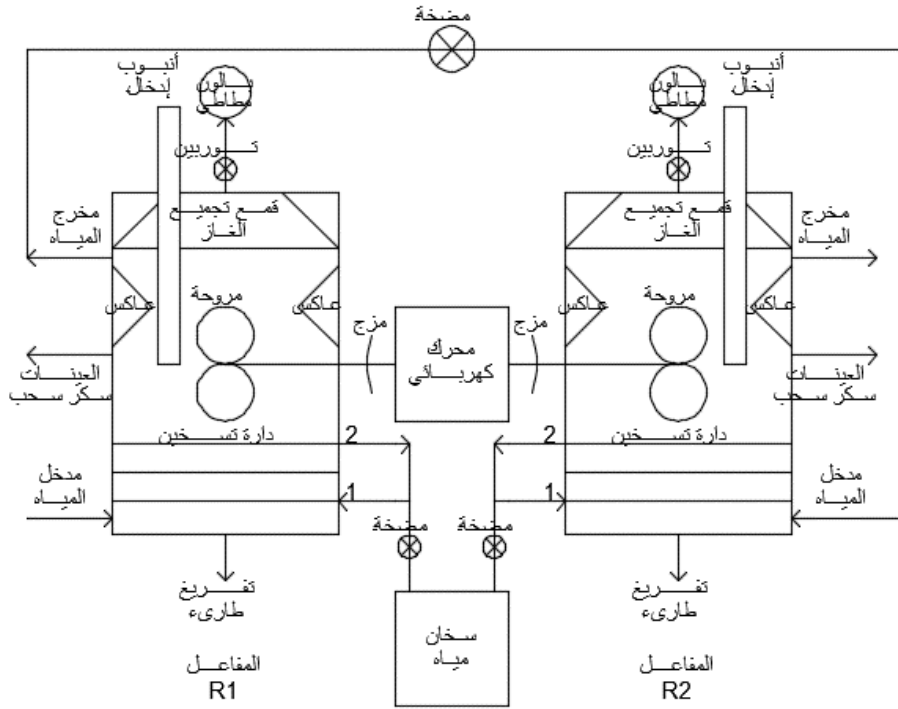 مضخة
أنبوب
إدخال
بالون
مطاطي
توربين
قمع تجميع
الغاز
مخرج
المياه
عاكس
مروحة
عاكس
العينات
سكر سحب
دارة تسخين
مدخل
المياه
تفريغ
طارىء
المفاعل
R1
مزج
محرك
كهربائي
مزج
2
1
2
1
مضخة
مضخة
سخان
مياه
بالون
مطاطي
أنبوب
إدخال
توربين
قمع تجميع
الغاز
مخرج
المياه
عاكس
مروحة
عاكس
العينات
سكر سحب
دارة تسخين
مدخل
المياه
تفريغ
طارىء
المفاعل
R2